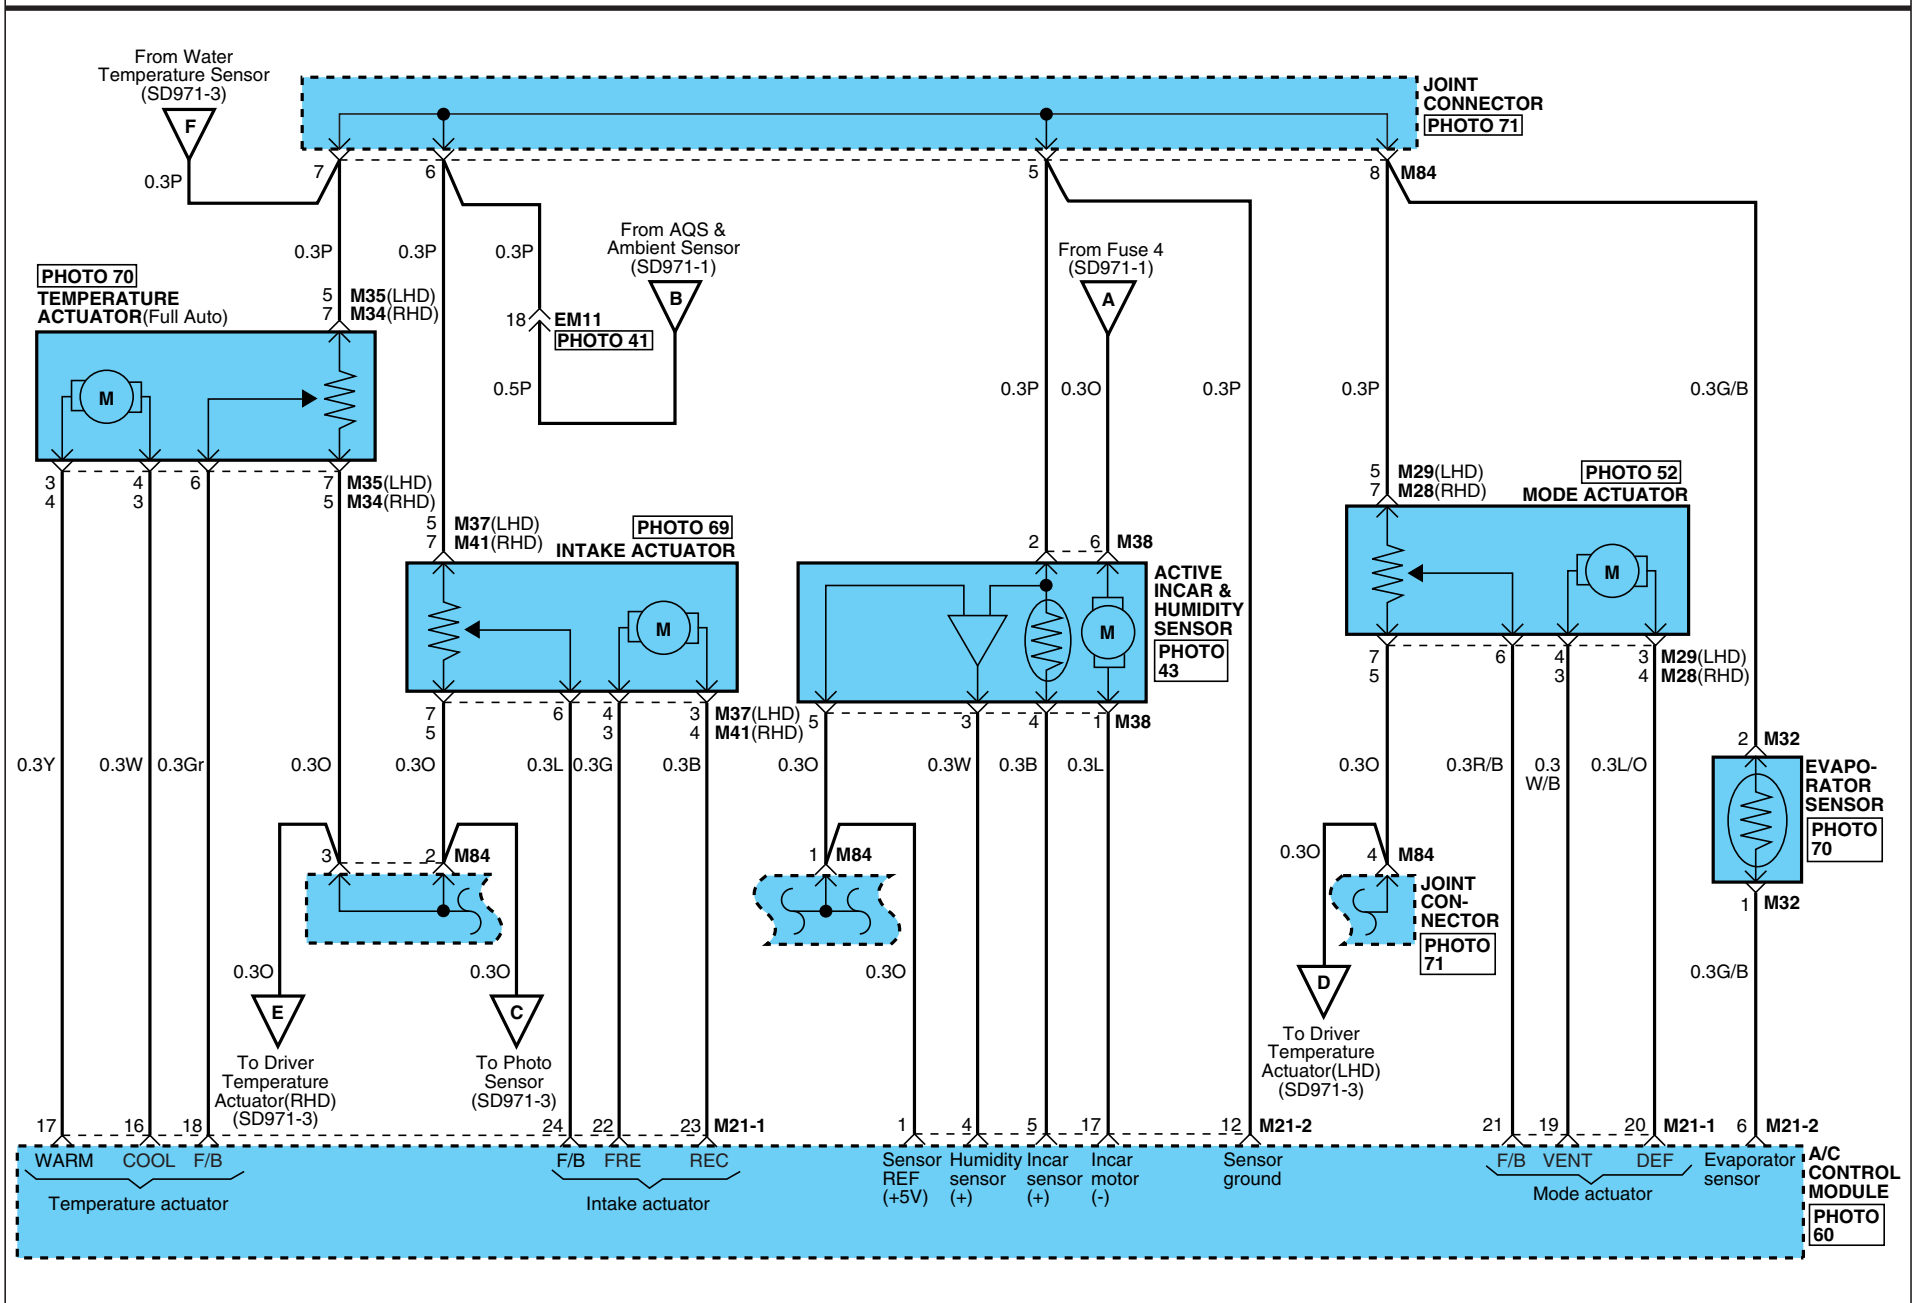 From Water
Temperature Sensor
(SD971-3)
F
0.3P
JOINT
CONNECTOR
PHOTO 71
7
6
5
8
M84
0.3P
0.3P
0.3P
From AQS &
Ambient Sensor
(SD971-1)
B
From Fuse 4
(SD971-1)
A
PHOTO 70
TEMPERATURE
ACTUATOR(Full Auto)
5
M35(LHD)
7
M34(RHD)
18
EM11
PHOTO 41
M
0.5P
0.3P
0.3O
0.3P
0.3P
0.3G/B
3
4
6
7
M35(LHD)
4
3
5
M34(RHD)
5
M29(LHD)
7
M28(RHD)
PHOTO 52
MODE ACTUATOR
5
M37(LHD)
7
M41(RHD)
PHOTO 69
INTAKE ACTUATOR
2
6
M38
M
M
M
ACTIVE
INCAR &
HUMIDITY
SENSOR
PHOTO
43
7
6
4
3
M29(LHD)
5
3
4
M28(RHD)
7
6
4
3
M37(LHD)
5
3
4
M41(RHD)
5
3
4
1
M38
2
M32
0.3Y
0.3W
0.3Gr
0.3O
0.3O
0.3L
0.3G
0.3B
0.3O
0.3W
0.3B
0.3L
0.3O
0.3R/B
0.3
W/B
0.3L/O
EVAPO-
RATOR
SENSOR
PHOTO
70
3
2
M84
1
M84
0.3O
4
M84
JOINT
CON-
NECTOR
PHOTO
71
1
M32
0.3O
0.3O
0.3O
0.3G/B
E
C
D
To Driver
Temperature
Actuator(RHD)
(SD971-3)
To Photo
Sensor
(SD971-3)
To Driver
Temperature
Actuator(LHD)
(SD971-3)
17
16
18
24
22
23
M21-1
1
4
5
17
12
M21-2
21
19
20
M21-1
6
M21-2
WARM
COOL
F/B
Temperature actuator
F/B
FRE
REC
Intake actuator
Sensor
REF
(+5V)
Humidity
sensor
(+)
Incar
sensor
(+)
Incar
motor
(-)
Sensor
ground
F/B
VENT
DEF
Mode actuator
Evaporator
sensor
A/C
CONTROL
MODULE
PHOTO
60